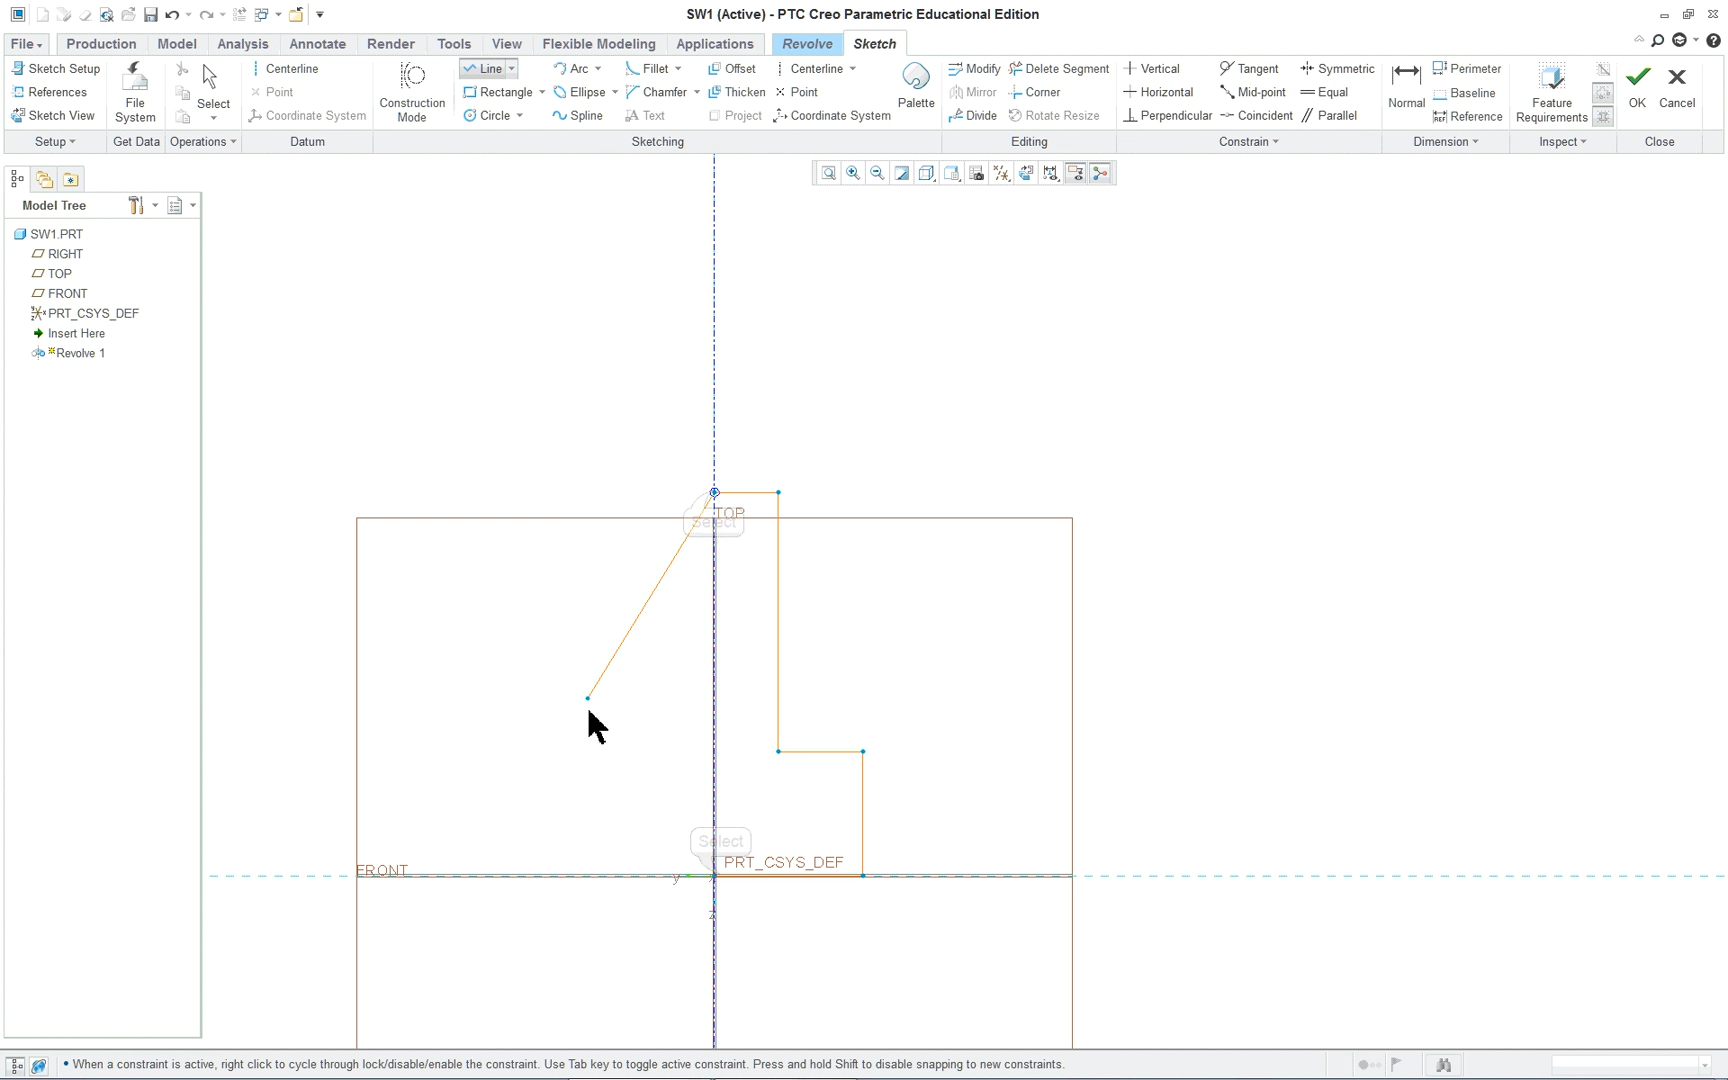 SW1 (Active) - PTC Creo Parametric Educational Edition
File Production Model Analysis Annotate Render Tools View Flexible Modeling Applications Revolve Sketch
Sketch Setup
References
Sketch View
Setup
File System
Get Data
Select
Operations
Centerline
Point
Coordinate System
Datum
Construction Mode
Line Arc Fillet Offset Centerline
Rectangle Ellipse Chamfer Thicken Point
Circle Spline Text Project Coordinate System
Palette
Sketching
Modify Delete Segment
Mirror Corner
Divide Rotate Resize
Editing
Vertical Tangent Symmetric
Horizontal Mid-point Equal
Perpendicular Coincident Parallel
Constrain
Normal
Perimeter
Baseline
Reference
Dimension
Feature Requirements
Inspect
OK Cancel
Close
Model Tree
SW1.PRT
RIGHT
TOP
FRONT
PRT_CSYS_DEF
Insert Here
Revolve 1
TOP
Select
Select
PRT_CSYS_DEF
FRONT
y
z
When a constraint is active, right click to cycle through lock/disable/enable the constraint. Use Tab key to toggle active constraint. Press and hold Shift to disable snapping to new constraints.